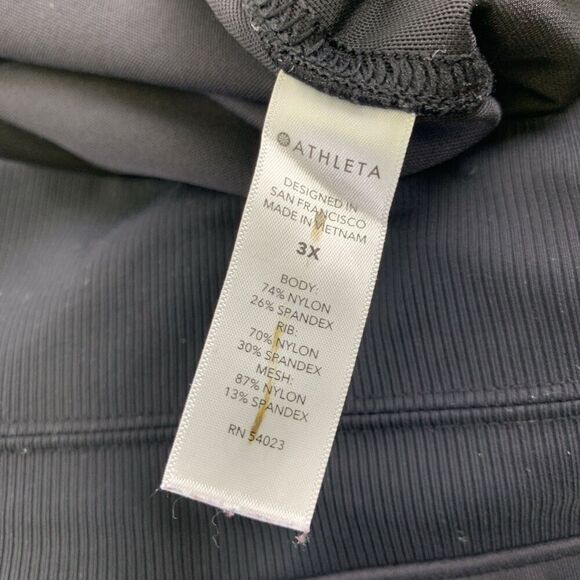 ATHLETA
DESIGNED IN
SAN FRANCISCO
MADE IN VIETNAM
3X
BODY:
74% NYLON
26% SPANDEX
RIB:
70% NYLON
30% SPANDEX
MESH:
87% NYLON
13% SPANDEX
RN 54023